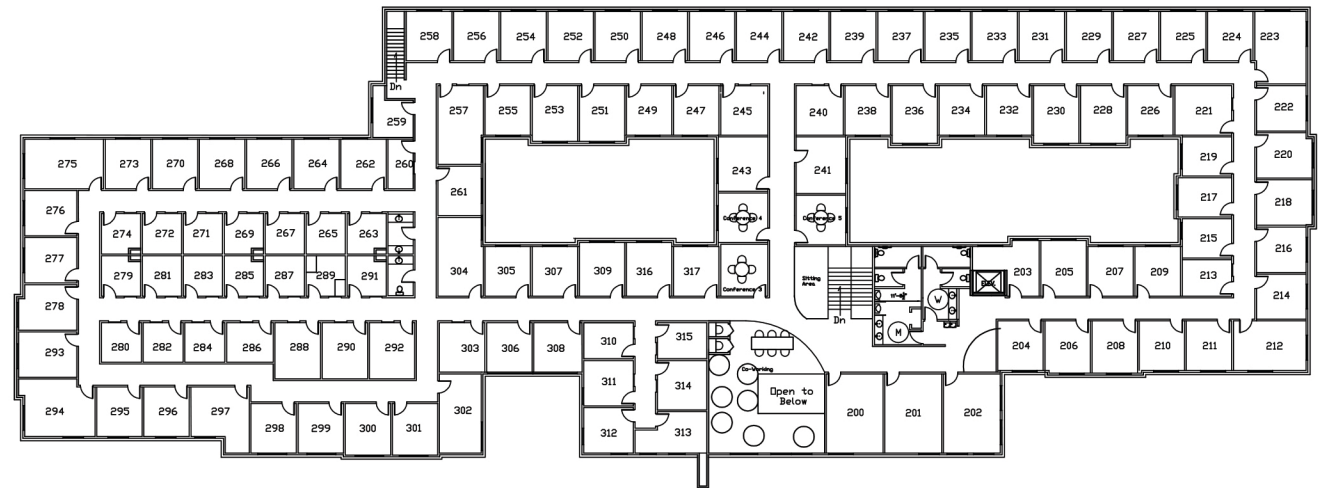 258 256 254 252 250 248 246 244 242 239 237 235 233 231 229 227 225 224 223
Dn
257 255 253 251 249 247 245 240 238 236 234 232 230 228 226 221 222
259
275 273 270 268 266 264 262 260 243 241 219 220
276 261 217 218
Conference 4 Conference 5
274 272 271 269 267 265 263 215 216
277
279 281 283 285 287 289 291 304 305 307 309 316 317 203 205 207 209 213 214
Conference 3
Sitting
Area
278
W
Dn
M
293 280 282 284 286 288 290 292 303 306 308 310 315 204 206 208 210 211 212
Co-Working
311 314
Open to
Below
294 295 296 297 302 200 201 202
298 299 300 301 312 313